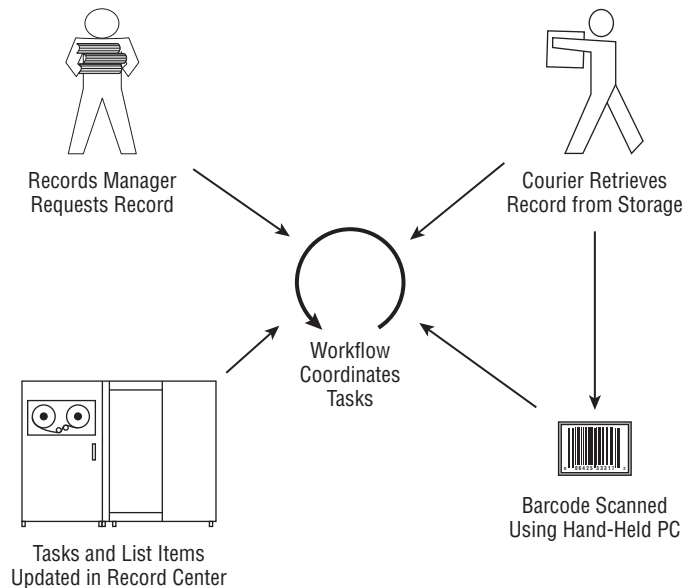 Records Manager
Requests Record
Courier Retrieves
Record from Storage
Workflow
Coordinates
Tasks
Barcode Scanned
Using Hand-Held PC
Tasks and List Items
Updated in Record Center